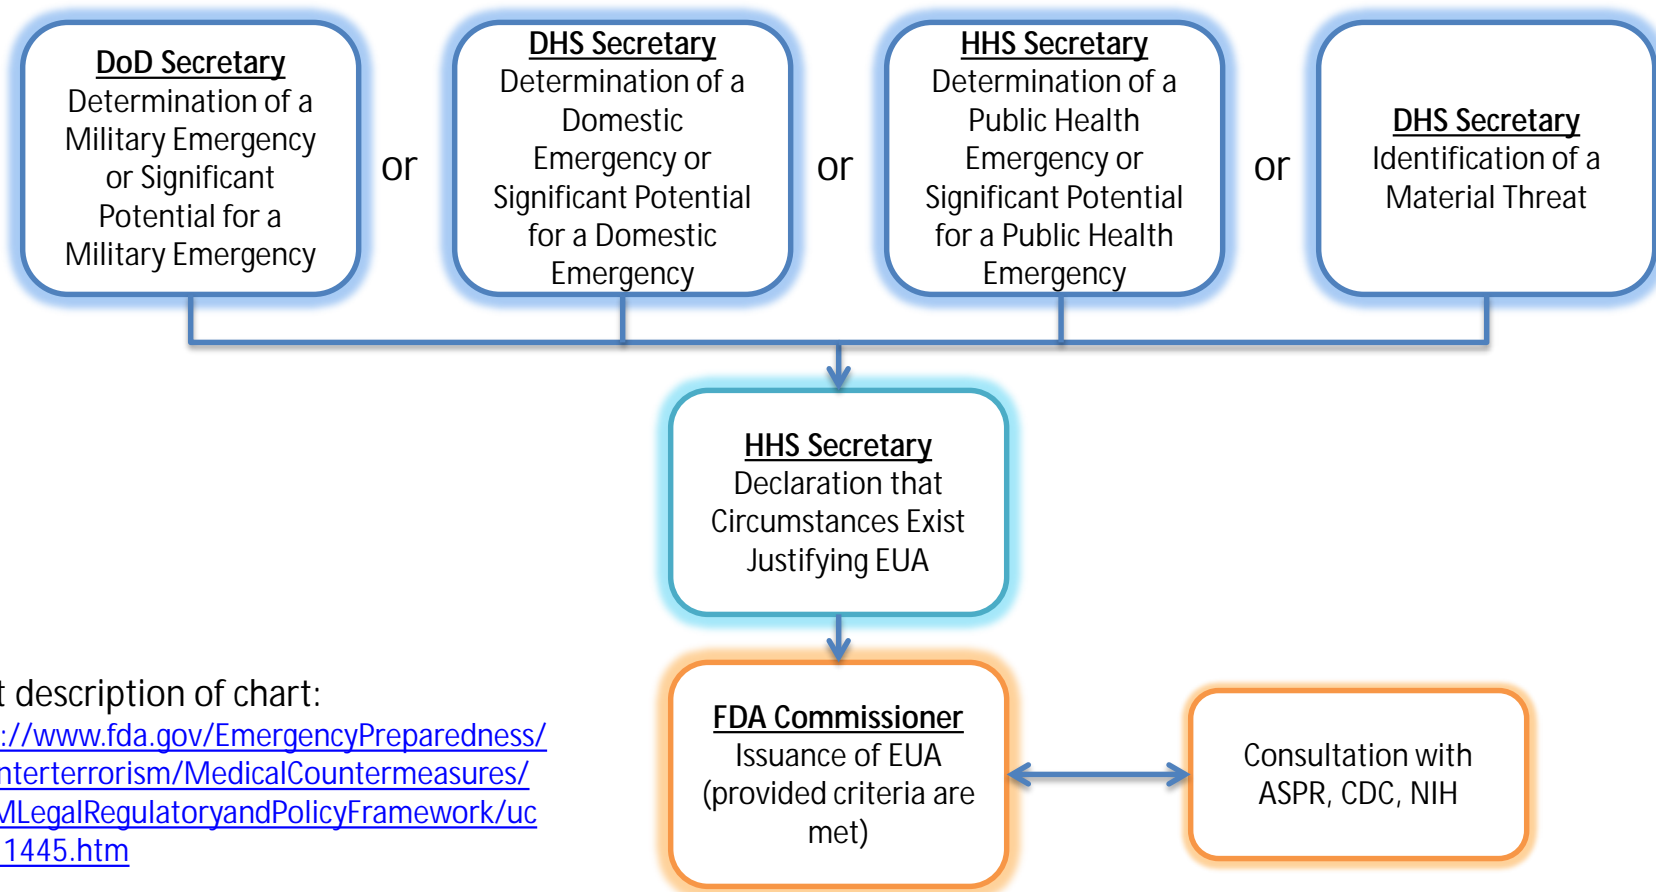 DoD Secretary
Determination of a
Military Emergency
or Significant
Potential for a
Military Emergency
or
DHS Secretary
Determination of a
Domestic
Emergency or
Significant Potential
for a Domestic
Emergency
or
HHS Secretary
Determination of a
Public Health
Emergency or
Significant Potential
for a Public Health
Emergency
or
DHS Secretary
Identification of a
Material Threat
HHS Secretary
Declaration that
Circumstances Exist
Justifying EUA
FDA Commissioner
Issuance of EUA
(provided criteria are
met)
Consultation with
ASPR, CDC, NIH
t description of chart:
://www.fda.gov/EmergencyPreparedness/
nterterrorism/MedicalCountermeasures/
MLegalRegulatoryandPolicyFramework/uc
11445.htm